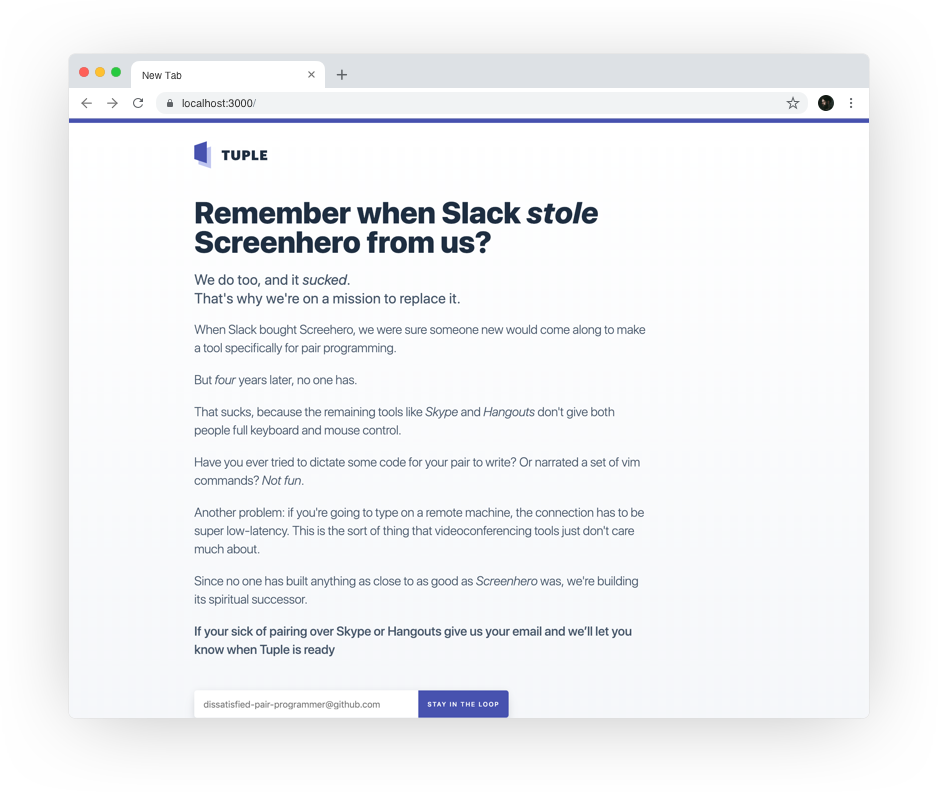 New Tab
localhost:3000/
TUPLE
Remember when Slack stole
Screenhero from us?
We do too, and it sucked.
That's why we're on a mission to replace it.
When Slack bought Screehero, we were sure someone new would come along to make
a tool specifically for pair programming.
But four years later, no one has.
That sucks, because the remaining tools like Skype and Hangouts don't give both
people full keyboard and mouse control.
Have you ever tried to dictate some code for your pair to write? Or narrated a set of vim
commands? Not fun.
Another problem: if you're going to type on a remote machine, the connection has to be
super low-latency. This is the sort of thing that videoconferencing tools just don't care
much about.
Since no one has built anything as close to as good as Screenhero was, we're building
its spiritual successor.
If your sick of pairing over Skype or Hangouts give us your email and we’ll let you
know when Tuple is ready
dissatisfied-pair-programmer@github.com STAY IN THE LOOP